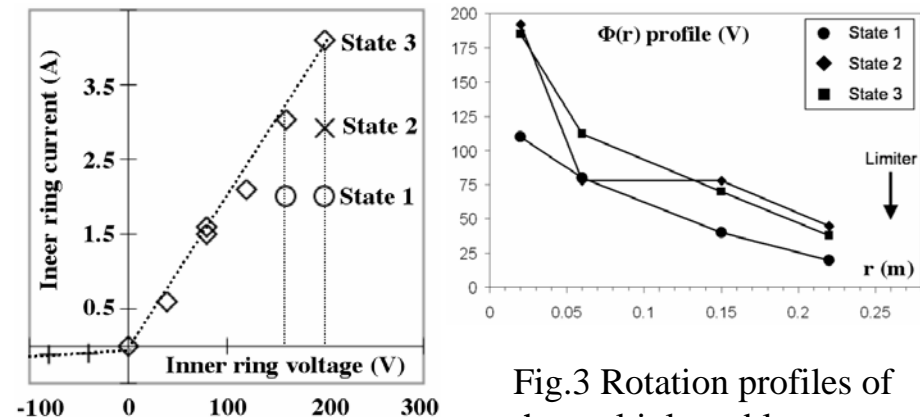 Ineer ring current (A)
3.5
2.5
1.5
0.5
State 3
State 2
State 1
Inner ring voltage (V)
-100 0 100 200 300
200
175
150
125
100
75
50
25
0
Φ(r) profile (V)
State 1
State 2
State 3
Limiter
r (m)
0 0.05 0.1 0.15 0.2 0.25
Fig.3 Rotation profiles of